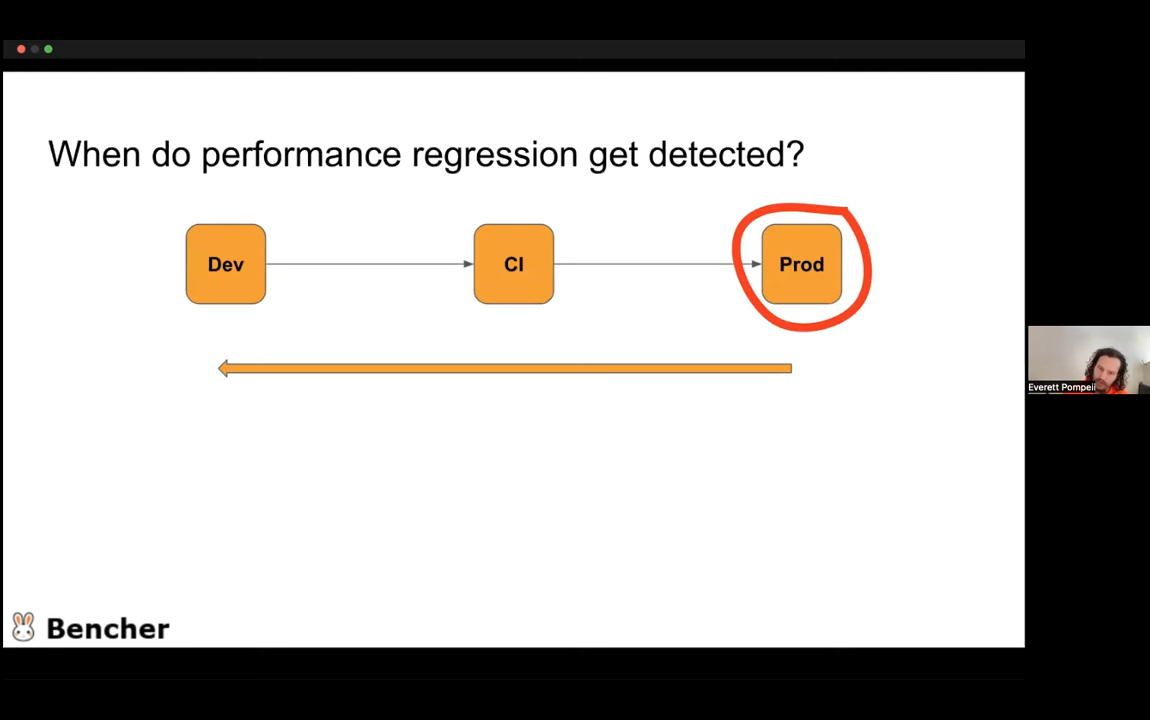 When do performance regression get detected?
Dev
CI
Prod
Everett Pompeii
Bencher